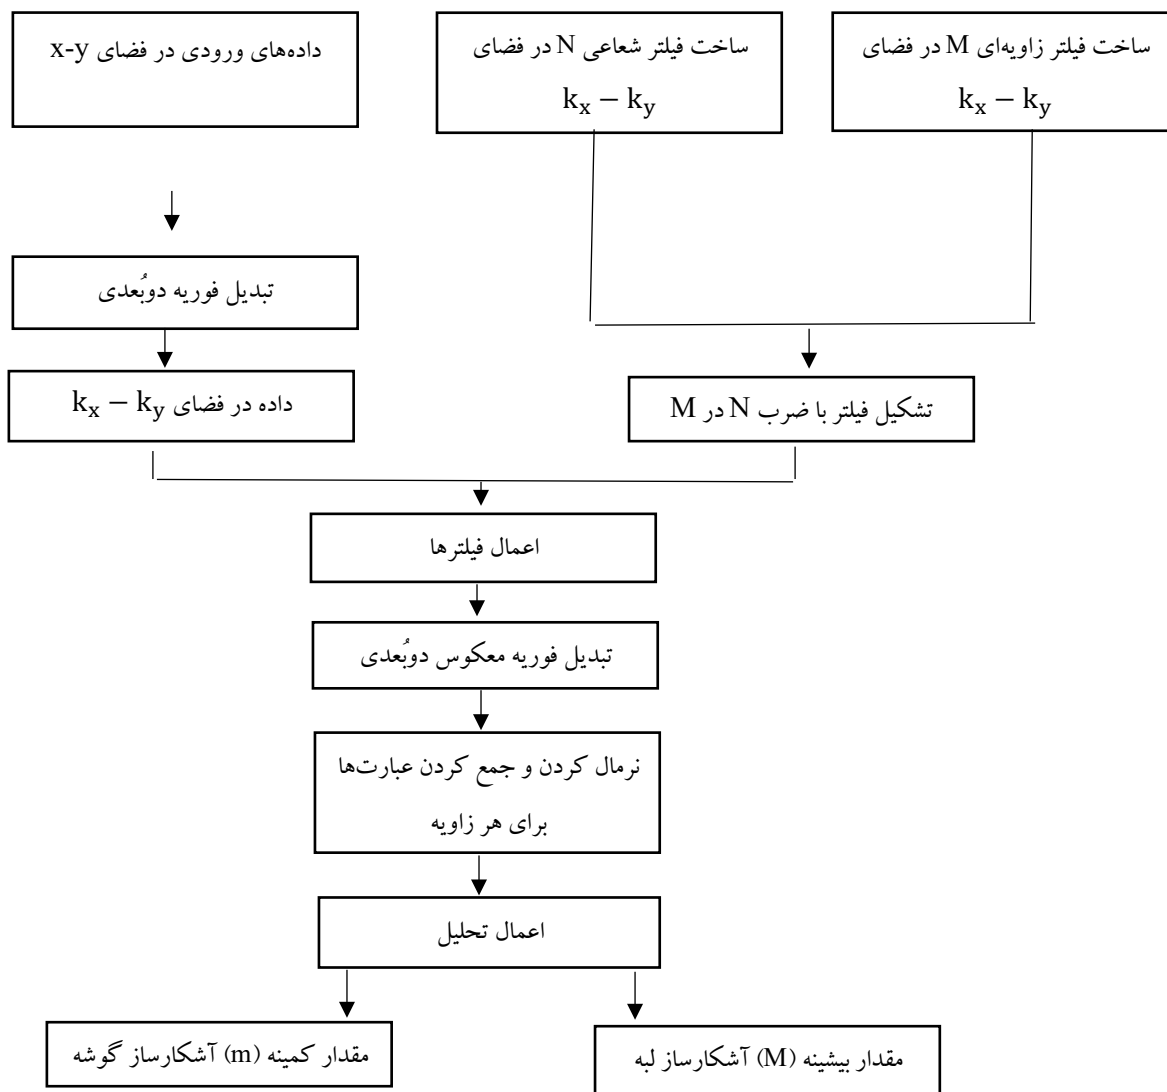 ساخت فیلتر زاویه‌ای M در فضای
k_x − k_y
ساخت فیلتر شعاعی N در فضای
k_x − k_y
داده‌های ورودی در فضای x-y
تبدیل فوریه دوبُعدی
داده در فضای k_x − k_y
تشکیل فیلتر با ضرب N در M
اعمال فیلترها
تبدیل فوریه معکوس دوبُعدی
نرمال کردن و جمع کردن عبارت‌ها
برای هر زاویه
اعمال تحلیل
مقدار بیشینه (M) آشکارساز لبه
مقدار کمینه (m) آشکارساز گوشه